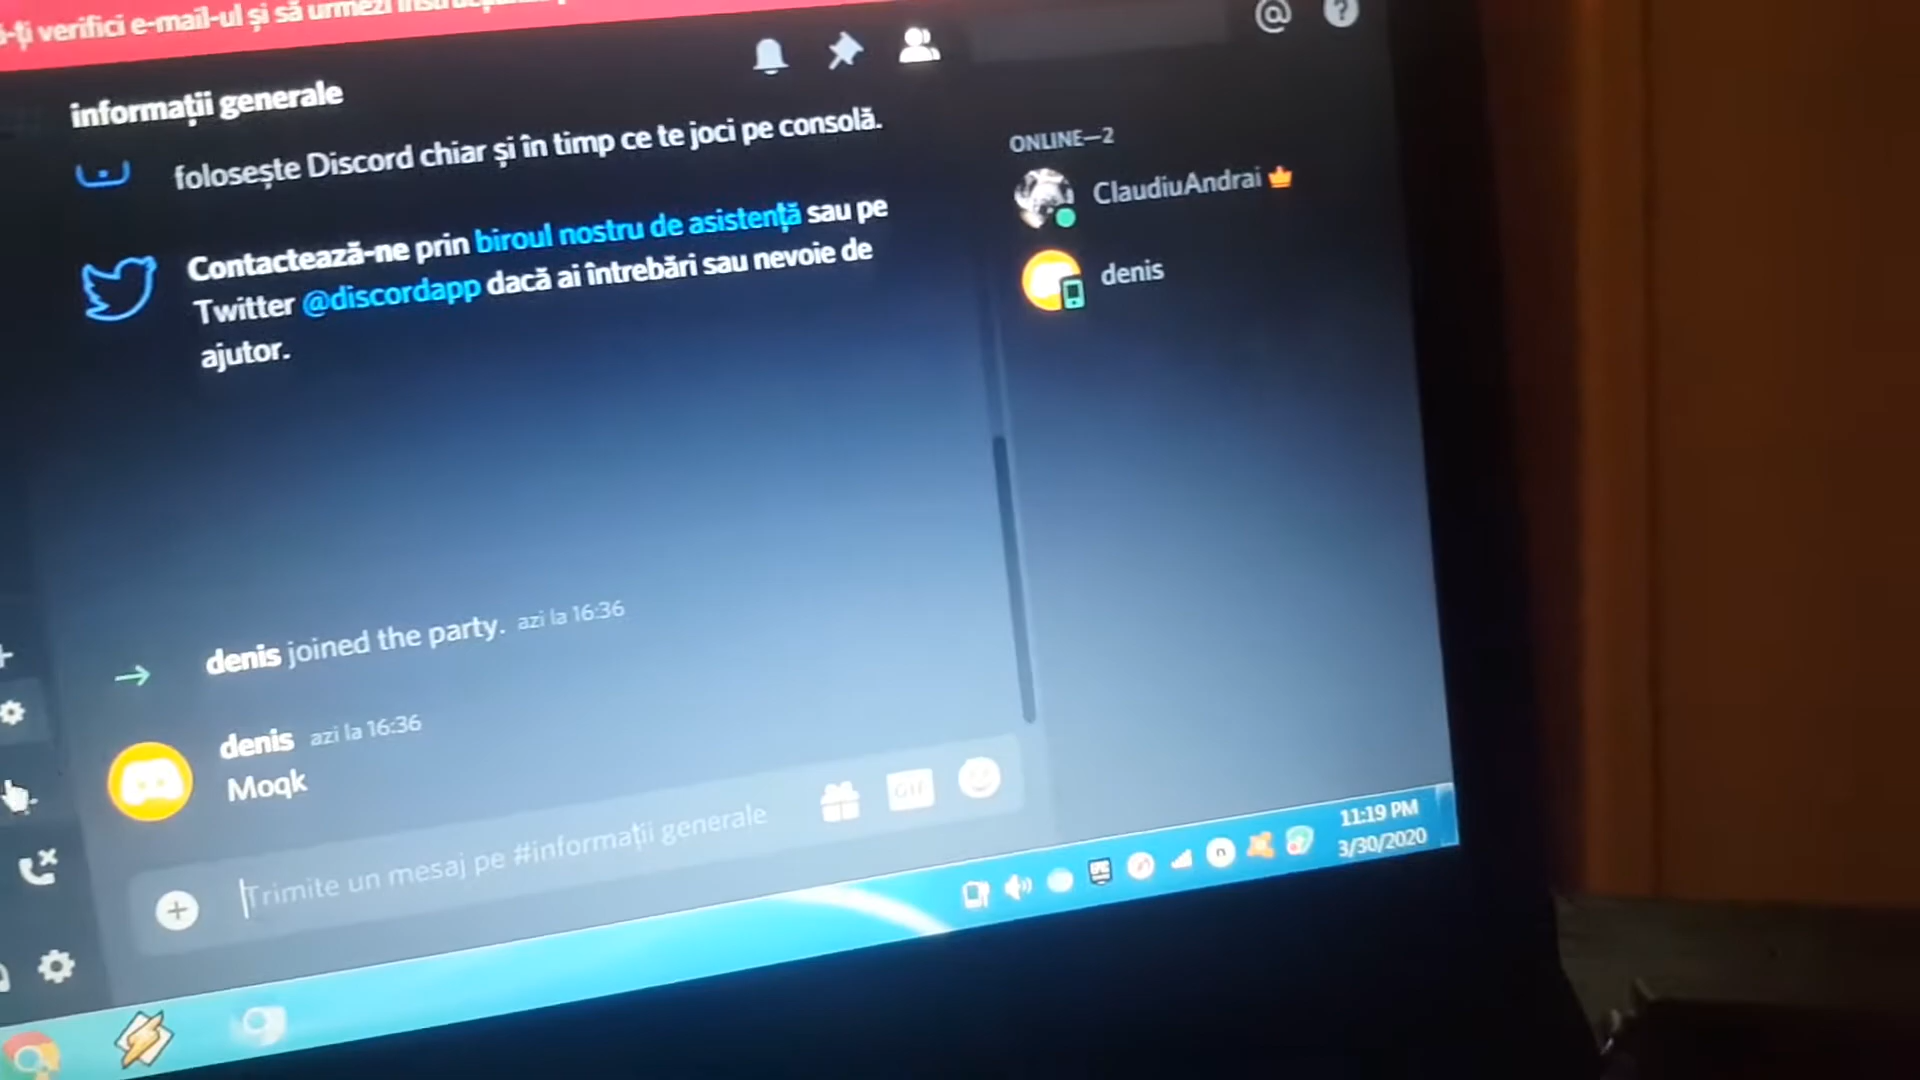 verifici e-mail-ul și să urmezi
informații generale
folosește Discord chiar și în timp ce te joci pe consolă.
Contactează-ne prin biroul nostru de asistență sau pe
Twitter @discordapp dacă ai întrebări sau nevoie de
ajutor.
denis joined the party. azi la 16:36
denis azi la 16:36
Moqk
Trimite un mesaj pe #informații generale
GIF
ONLINE—2
ClaudiuAndrai
denis
11:19 PM
3/30/2020